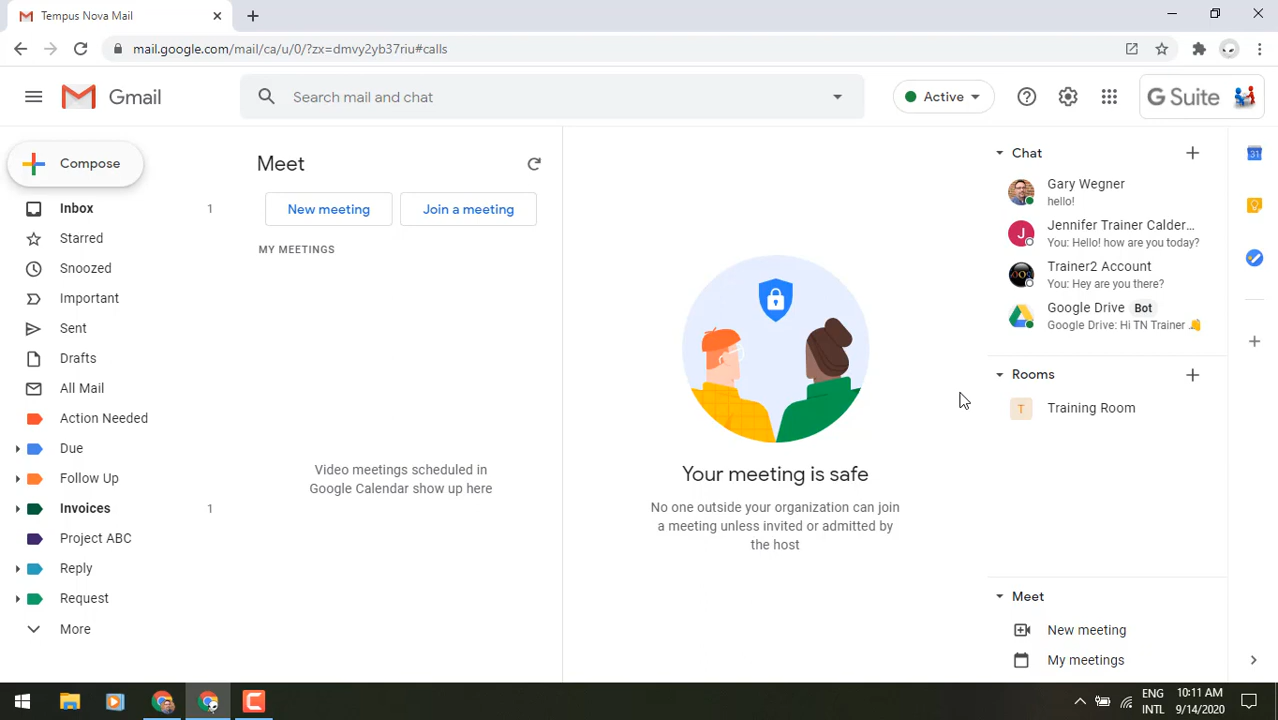 Tempus Nova Mail
mail.google.com/mail/ca/u/0/?zx=dmvy2yb37riu#calls
Gmail
Search mail and chat
Active
G Suite
Compose
Inbox 1
Starred
Snoozed
Important
Sent
Drafts
All Mail
Action Needed
Due
Follow Up
Invoices 1
Project ABC
Reply
Request
More
Meet
New meeting
Join a meeting
MY MEETINGS
Video meetings scheduled in
Google Calendar show up here
Your meeting is safe
No one outside your organization can join
a meeting unless invited or admitted by
the host
Chat
Gary Wegner
hello!
J
Jennifer Trainer Calder...
You: Hello! how are you today?
Trainer2 Account
You: Hey are you there?
Google Drive Bot
Google Drive: Hi TN Trainer 👋
Rooms
T
Training Room
Meet
New meeting
My meetings
31
ENG
INTL
10:11 AM
9/14/2020